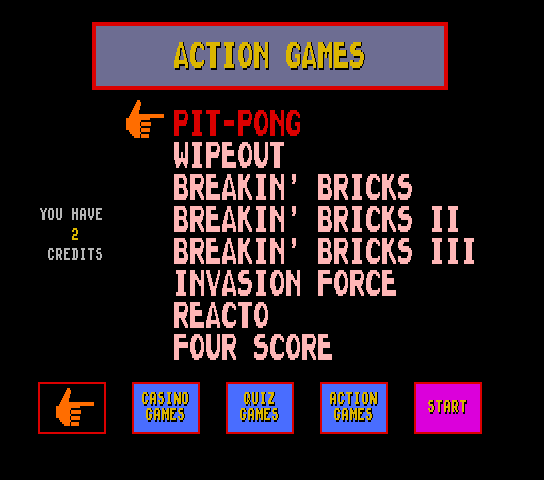 ACTION GAMES
PIT-PONG
WIPEOUT
BREAKIN' BRICKS
BREAKIN' BRICKS II
BREAKIN' BRICKS III
INVASION FORCE
REACTO
FOUR SCORE
YOU HAVE
2
CREDITS
CASINO
GAMES
QUIZ
GAMES
ACTION
GAMES
START